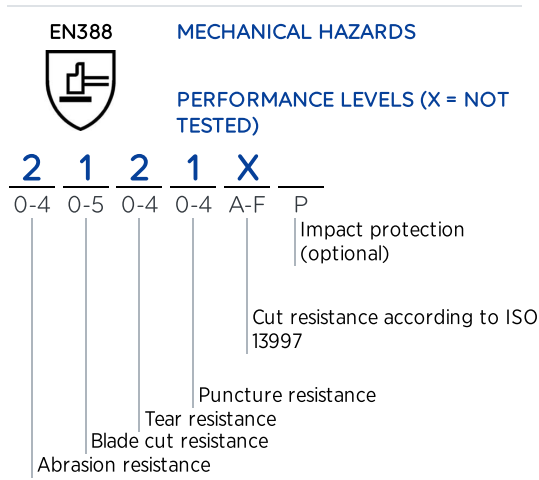 EN388
MECHANICAL HAZARDS
PERFORMANCE LEVELS (X = NOT
TESTED)
2 1 2 1 X
0-4 0-5 0-4 0-4 A-F P
Impact protection
(optional)
Cut resistance according to ISO
13997
Puncture resistance
Tear resistance
Blade cut resistance
Abrasion resistance